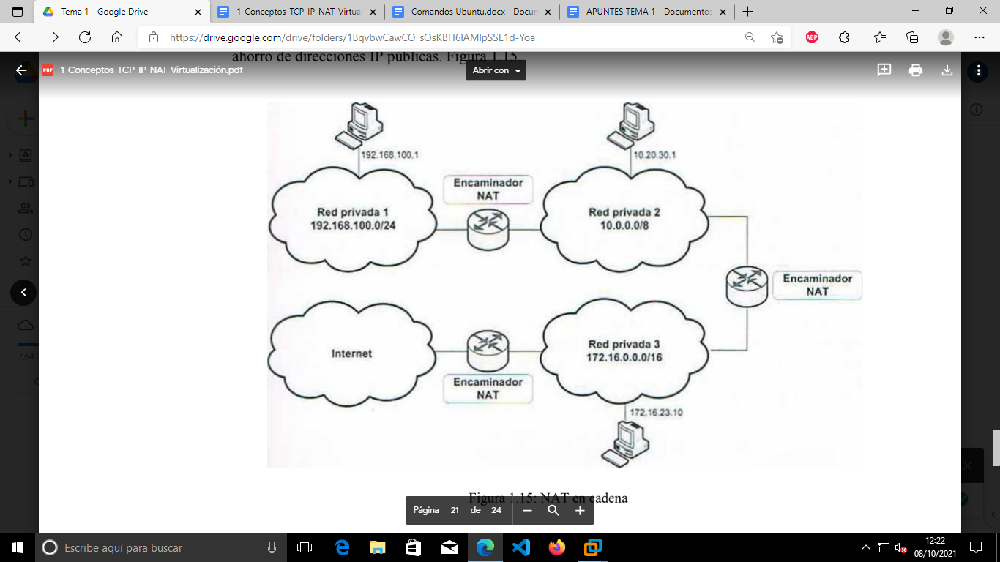 Tema 1 - Google Drive
1-Conceptos-TCP-IP-NAT-Virtual
Comandos Ubuntu.docx - Docum
APUNTES TEMA 1 - Documentos
https://drive.google.com/drive/folders/1BqvbwCawCO_sOsKBH6IAMIpSSE1d-Yoa
ABP
ahorro de direcciones IP públicas. Figura 1.15.
PDF
1-Conceptos-TCP-IP-NAT-Virtualización.pdf
Abrir con
192.168.100.1
10.20.30.1
Encaminador
NAT
Red privada 1
192.168.100.0/24
Red privada 2
10.0.0.0/8
Encaminador
NAT
Internet
Red privada 3
172.16.0.0.0/16
Encaminador
NAT
172.16.23.10
7,64
Figura 1.15: NAT en cadena
Página 21 de 24
Escribe aquí para buscar
12:22
08/10/2021